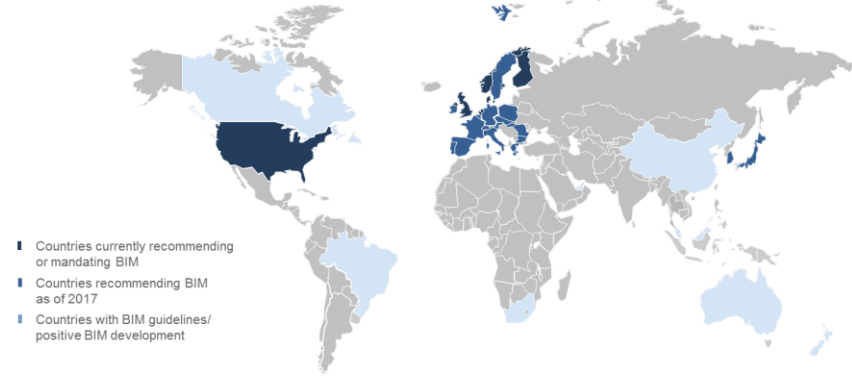 Countries currently recommending
or mandating BIM
Countries recommending BIM
as of 2017
Countries with BIM guidelines/
positive BIM development